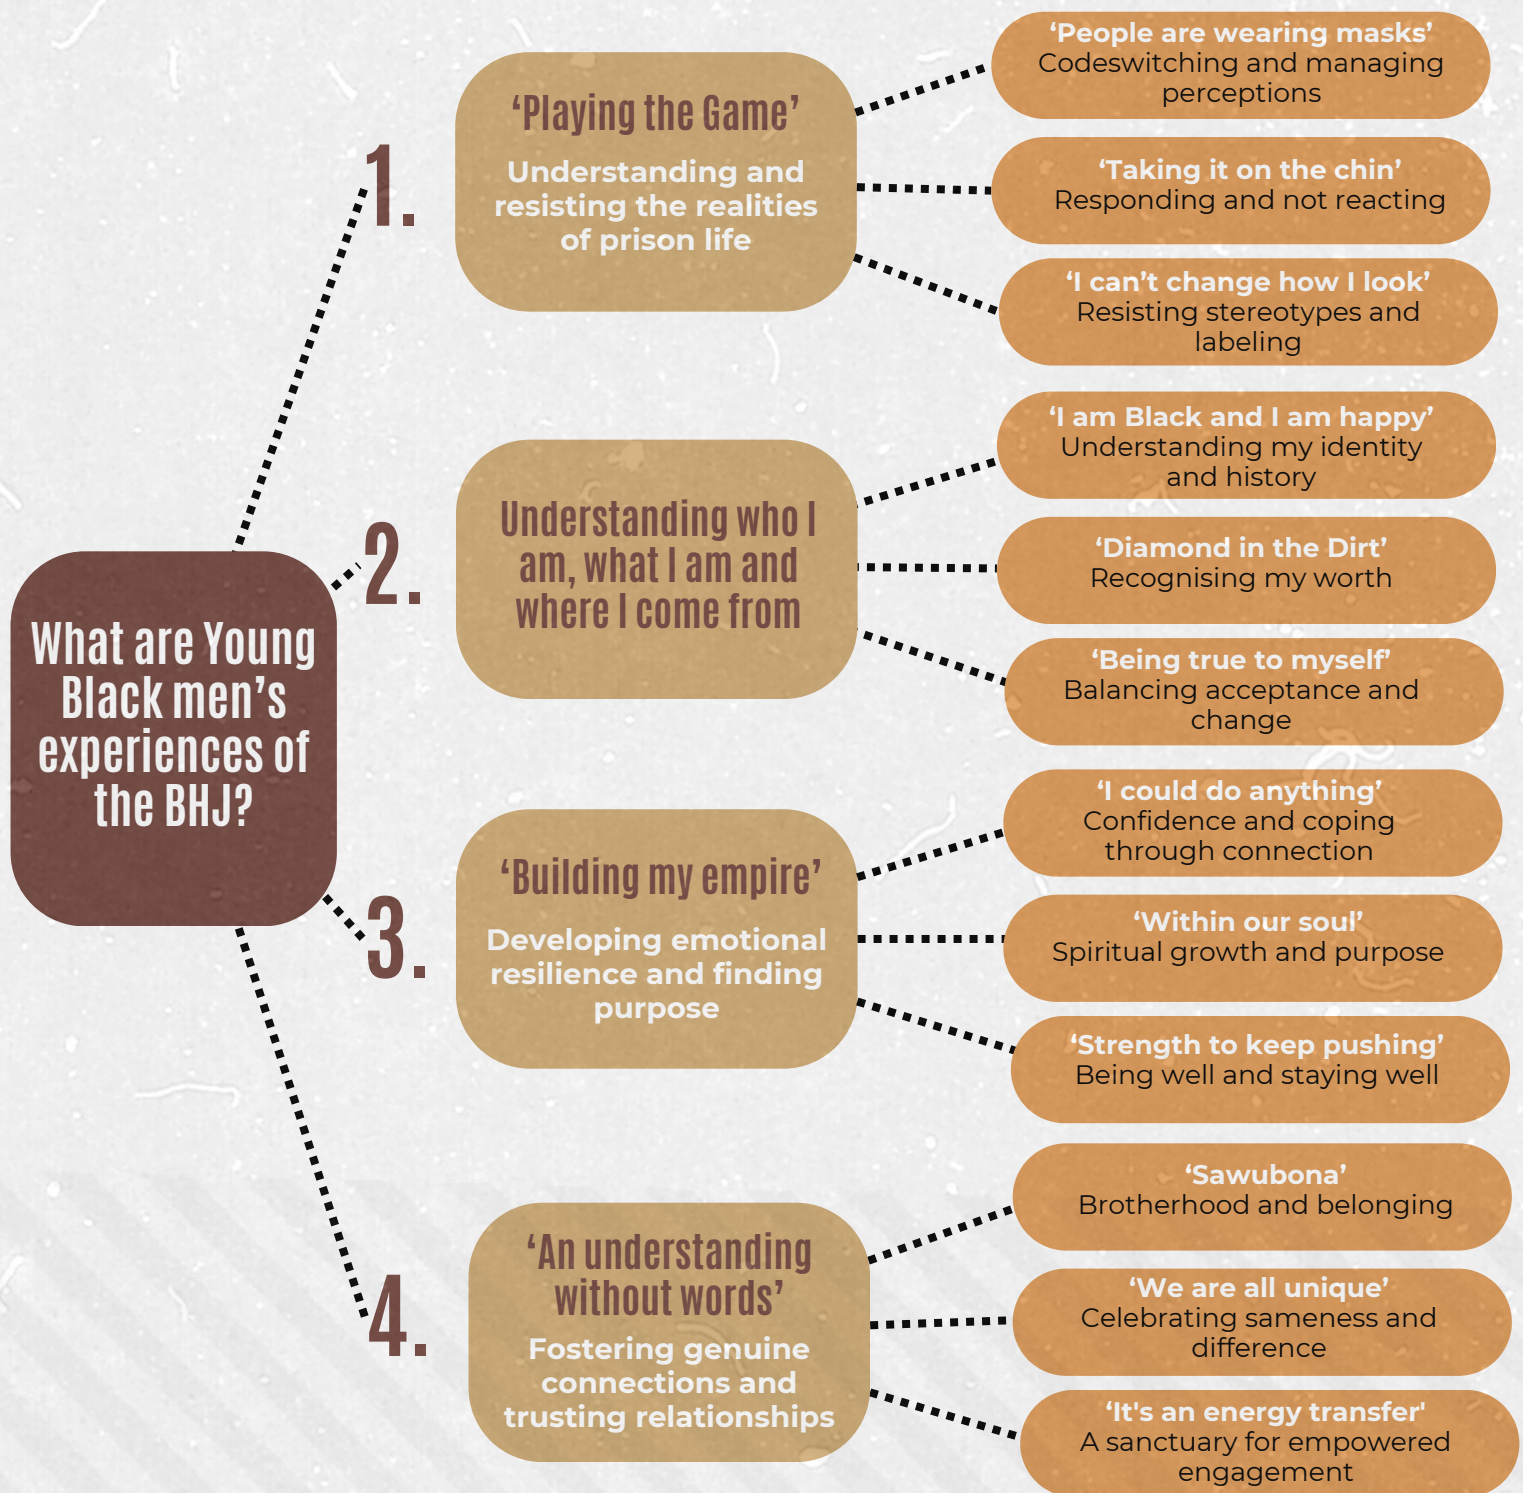 What are Young
Black men’s
experiences of
the BHJ?
1.
‘Playing the Game’
Understanding and
resisting the realities
of prison life
‘People are wearing masks’
Codeswitching and managing
perceptions
‘Taking it on the chin’
Responding and not reacting
‘I can’t change how I look’
Resisting stereotypes and
labeling
2.
Understanding who I
am, what I am and
where I come from
‘I am Black and I am happy’
Understanding my identity
and history
‘Diamond in the Dirt’
Recognising my worth
‘Being true to myself’
Balancing acceptance and
change
3.
‘Building my empire’
Developing emotional
resilience and finding
purpose
‘I could do anything’
Confidence and coping
through connection
‘Within our soul’
Spiritual growth and purpose
‘Strength to keep pushing’
Being well and staying well
4.
‘An understanding
without words’
Fostering genuine
connections and
trusting relationships
‘Sawubona’
Brotherhood and belonging
‘We are all unique’
Celebrating sameness and
difference
‘It's an energy transfer'
A sanctuary for empowered
engagement